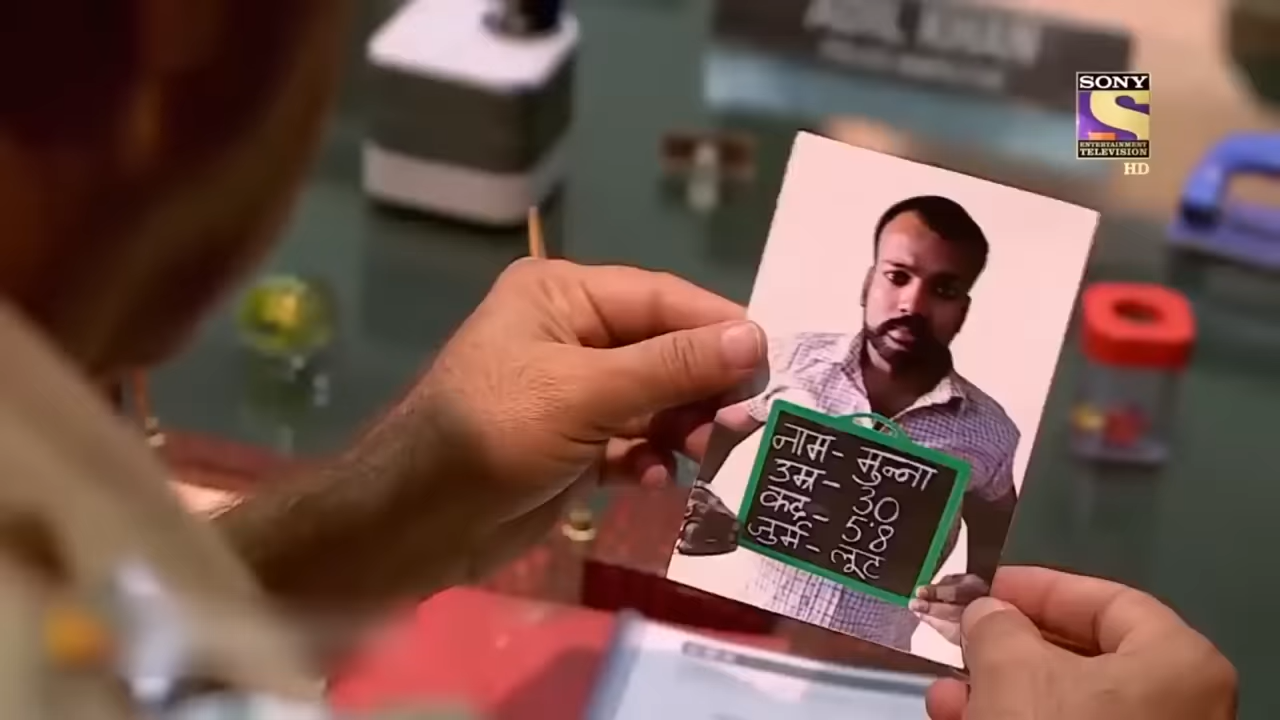 ADIL KHAN
SONY
S
ENTERTAINMENT
TELEVISION
HD
नाम- मुन्ना
उम्र- 30
कद- 5:8
जुर्म- लूट